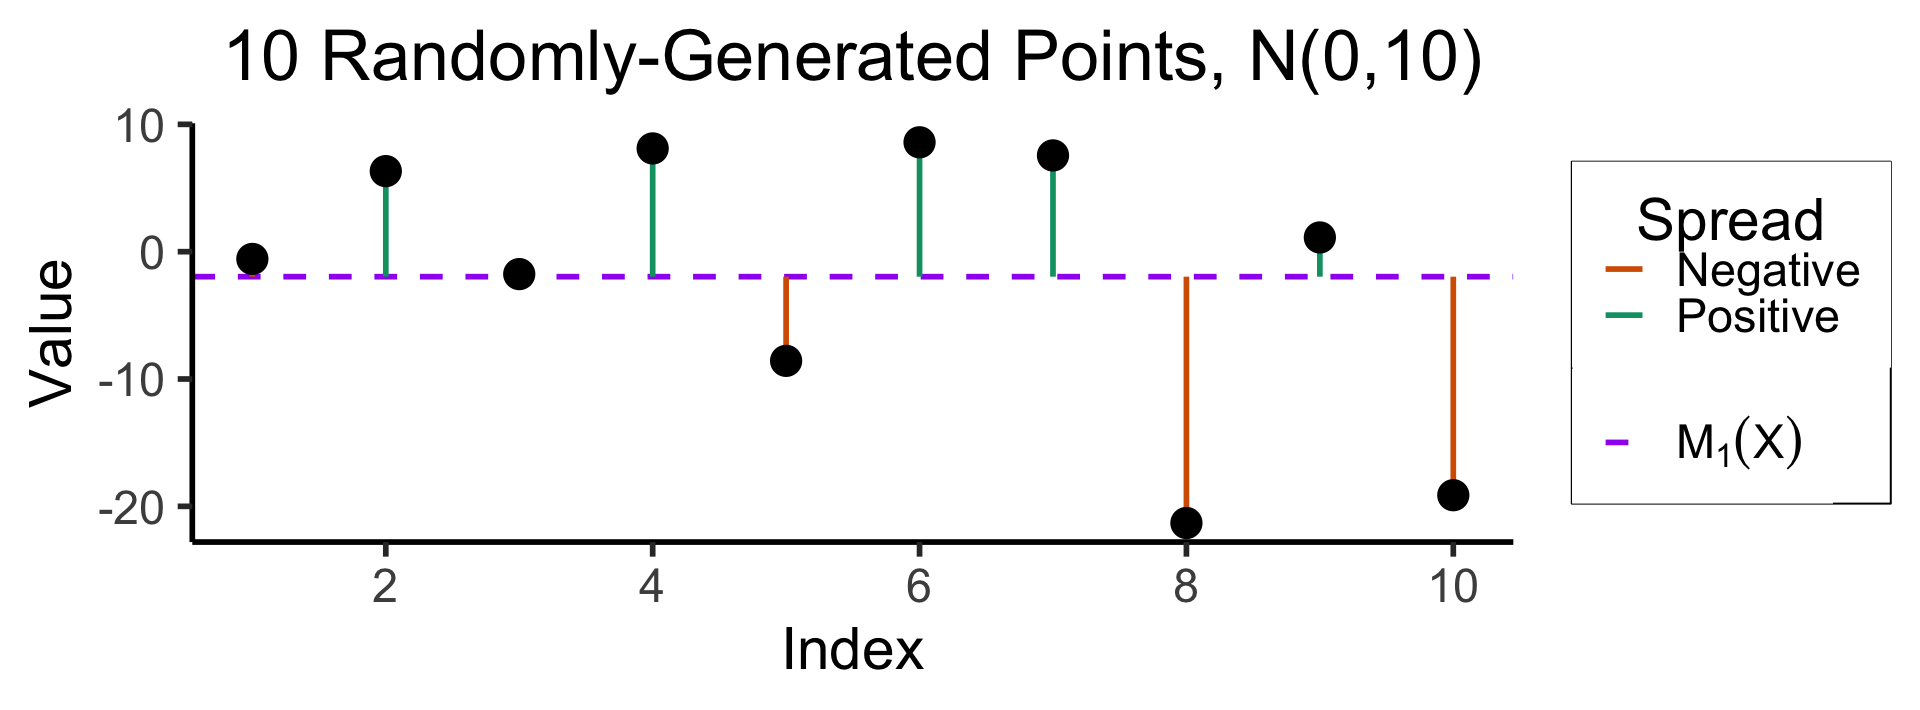 10 Randomly-Generated Points, N(0,10)
10
0
-10
-20
Value
2
4
6
8
10
Index
Spread
Negative
Positive
M₁(X)